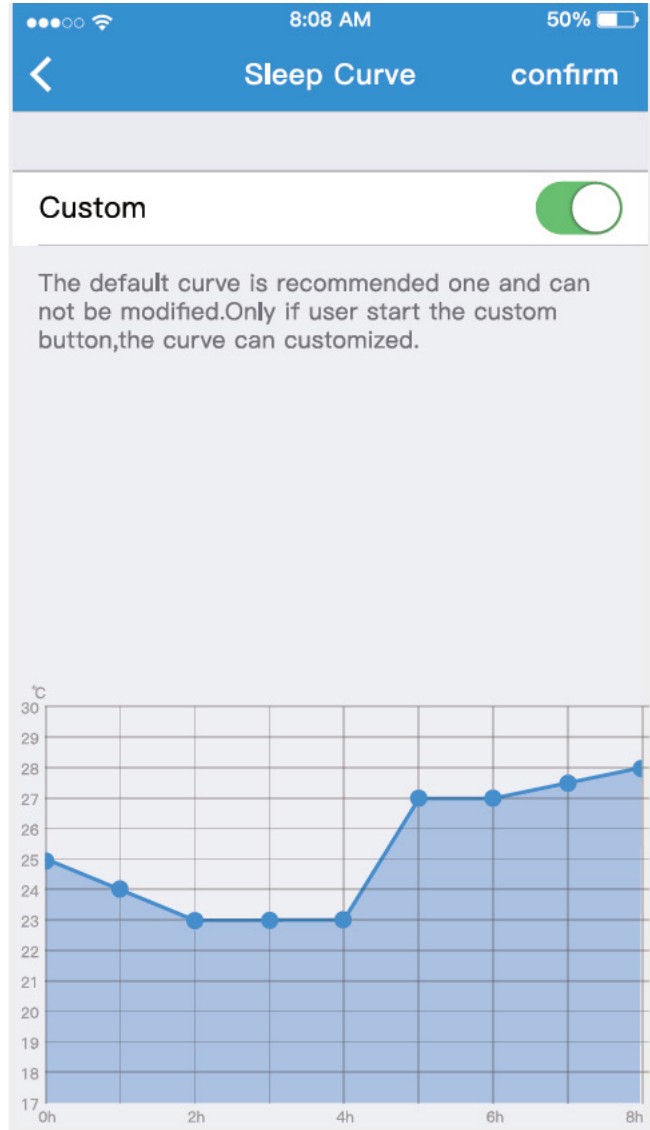 8:08 AM 50%
Sleep Curve confirm
Custom
The default curve is recommended one and can
not be modified.Only if user start the custom
button,the curve can customized.
℃
30
29
28
27
26
25
24
23
22
21
20
19
18
17
0h 2h 4h 6h 8h